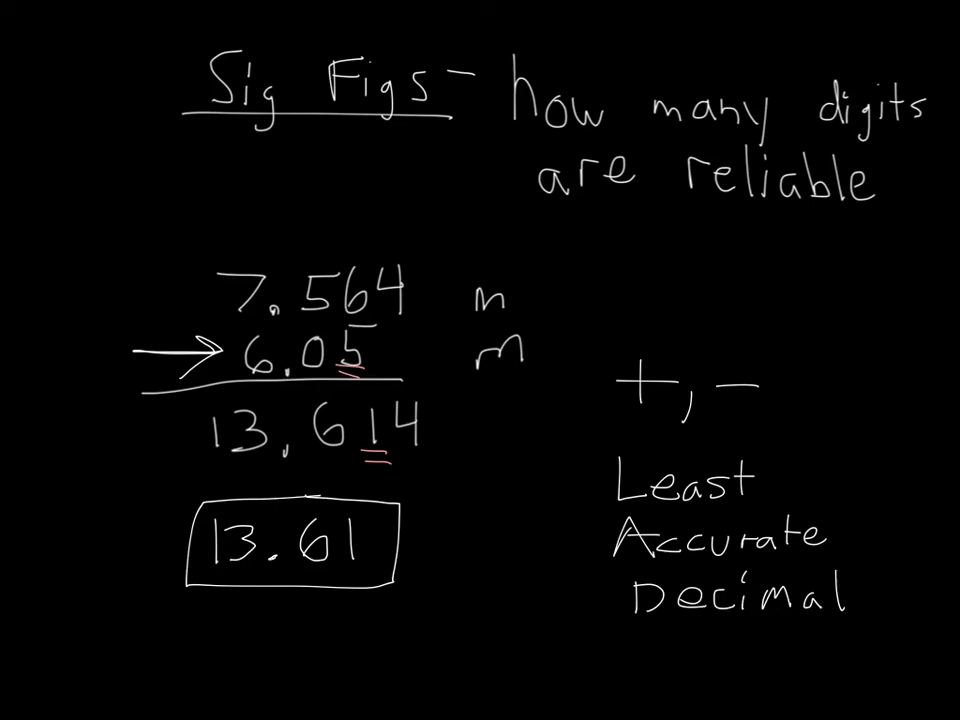 Sig Figs - how many digits
are reliable
7.564 m
→ 6.05 m
13.614
13.61
+, -
Least
Accurate
Decimal